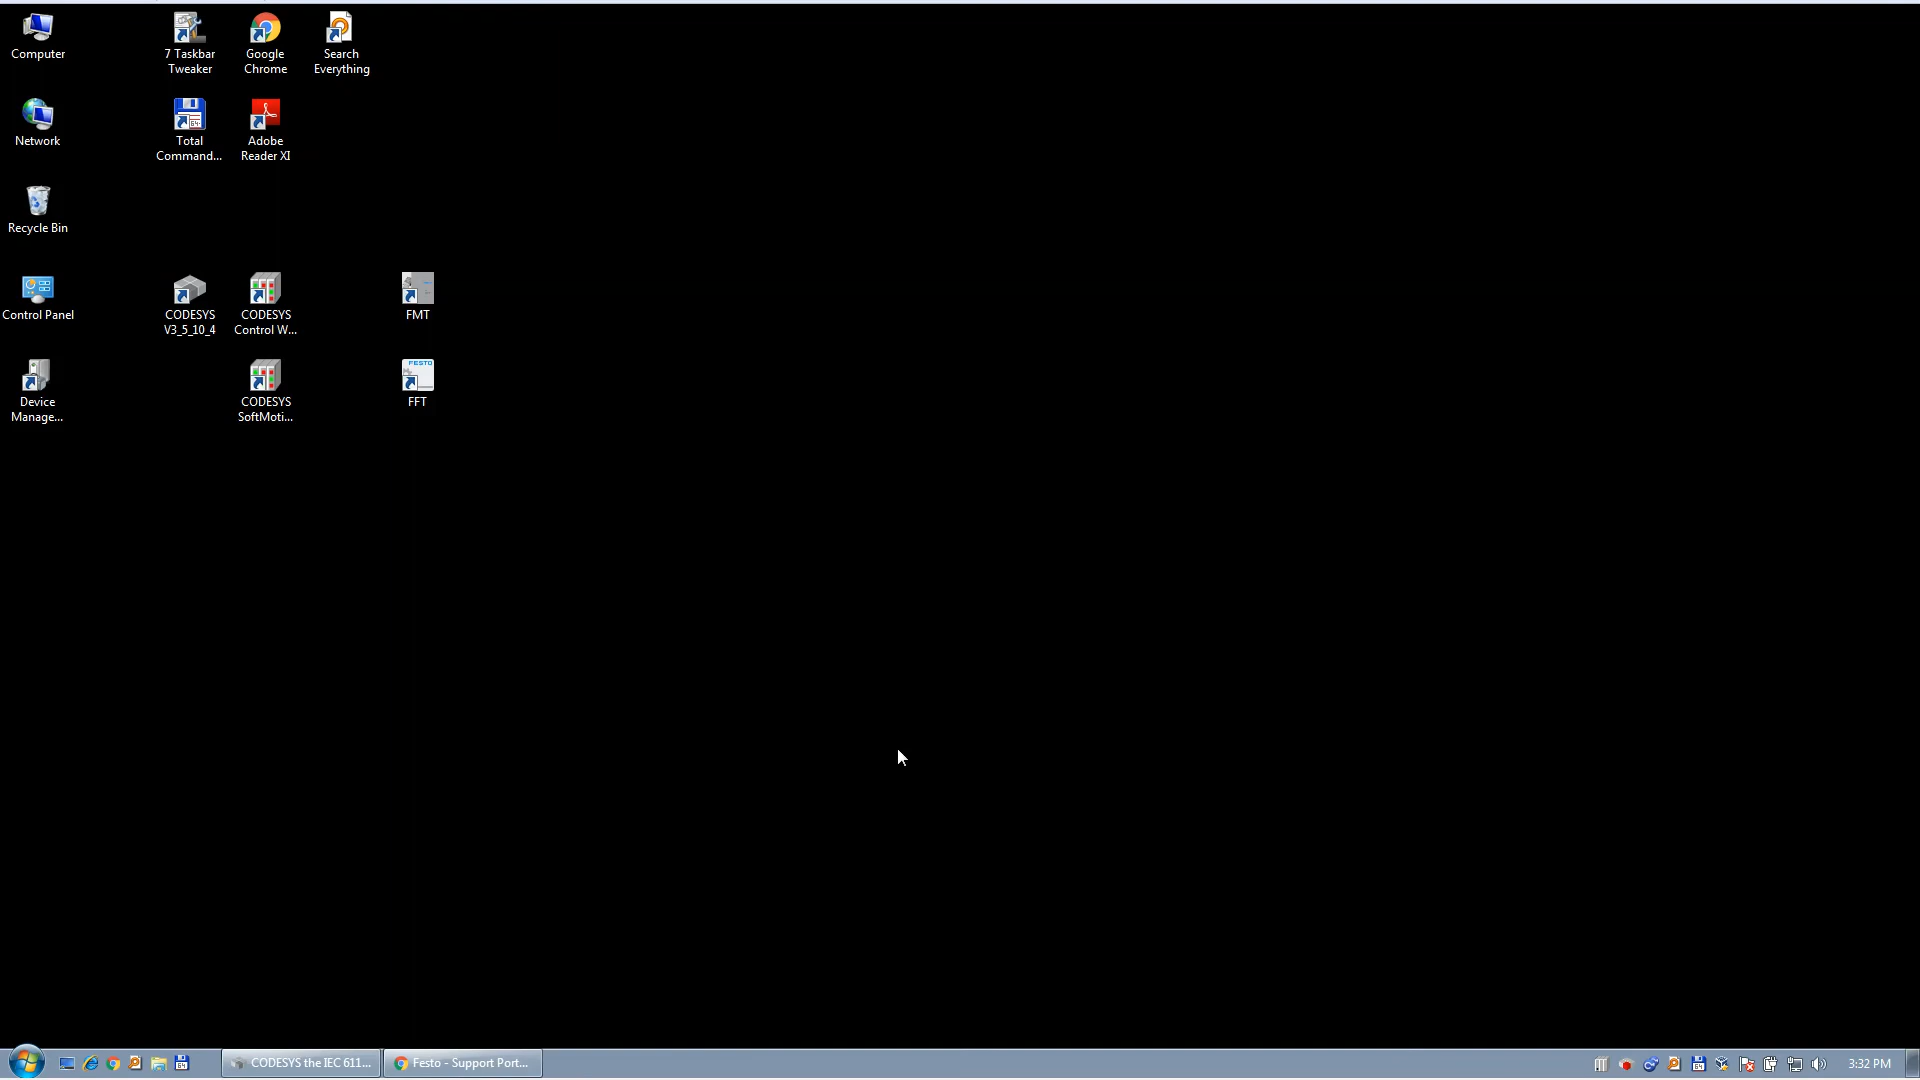 Computer
7 Taskbar
Tweaker
Google
Chrome
Search
Everything
Network
Total
Command...
Adobe
Reader XI
Recycle Bin
Control Panel
CODESYS
V3_5_10_4
CODESYS
Control W...
FMT
Device
Manage...
CODESYS
SoftMoti...
FESTO
FFT
CODESYS the IEC 611...
Festo - Support Port...
3:32 PM